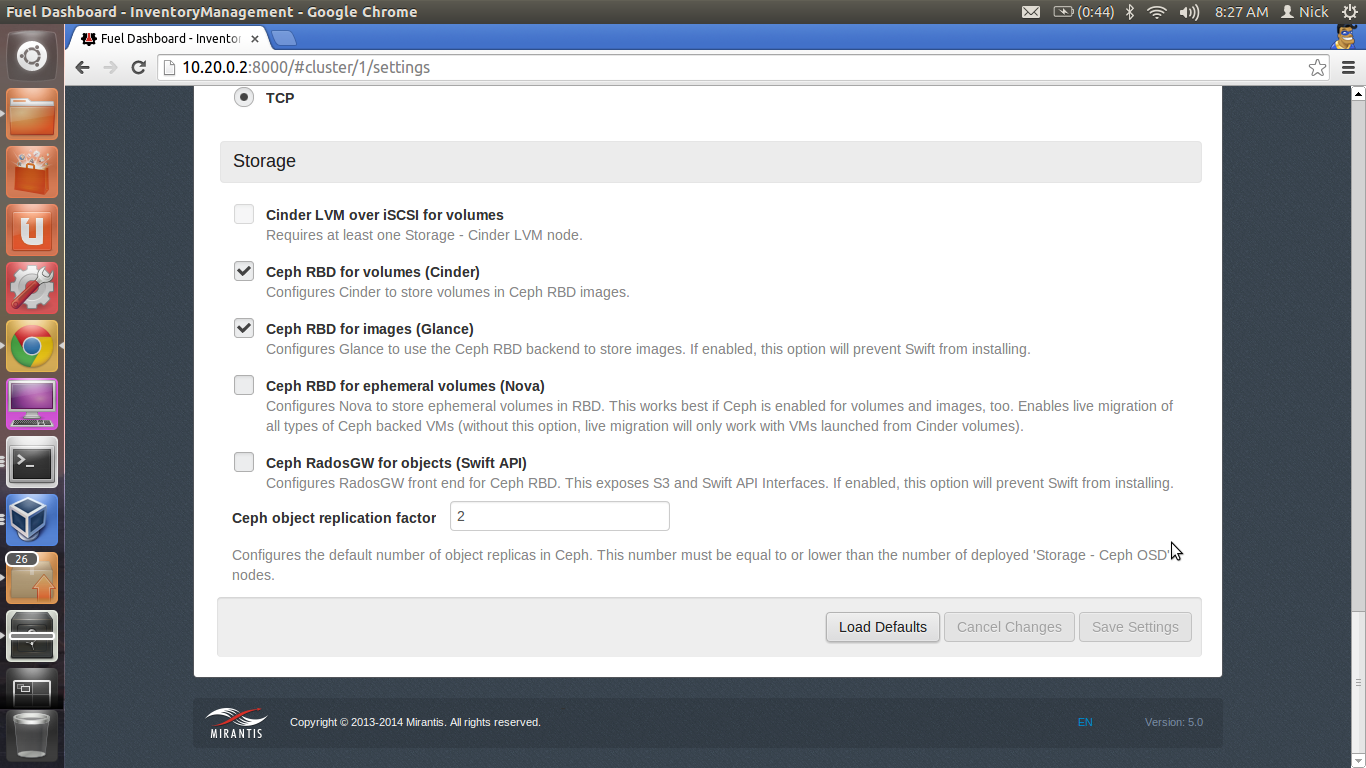 Fuel Dashboard - InventoryManagement - Google Chrome
(0:44)
8:27 AM
Nick
Fuel Dashboard - Inventor
10.20.0.2:8000/#cluster/1/settings
TCP
Storage
Cinder LVM over iSCSI for volumes
Requires at least one Storage - Cinder LVM node.
Ceph RBD for volumes (Cinder)
Configures Cinder to store volumes in Ceph RBD images.
Ceph RBD for images (Glance)
Configures Glance to use the Ceph RBD backend to store images. If enabled, this option will prevent Swift from installing.
Ceph RBD for ephemeral volumes (Nova)
Configures Nova to store ephemeral volumes in RBD. This works best if Ceph is enabled for volumes and images, too. Enables live migration of
all types of Ceph backed VMs (without this option, live migration will only work with VMs launched from Cinder volumes).
Ceph RadosGW for objects (Swift API)
Configures RadosGW front end for Ceph RBD. This exposes S3 and Swift API Interfaces. If enabled, this option will prevent Swift from installing.
Ceph object replication factor 2
Configures the default number of object replicas in Ceph. This number must be equal to or lower than the number of deployed 'Storage - Ceph OSD'
nodes.
26
Load Defaults Cancel Changes Save Settings
MIRANTIS
Copyright © 2013-2014 Mirantis. All rights reserved.
EN
Version: 5.0